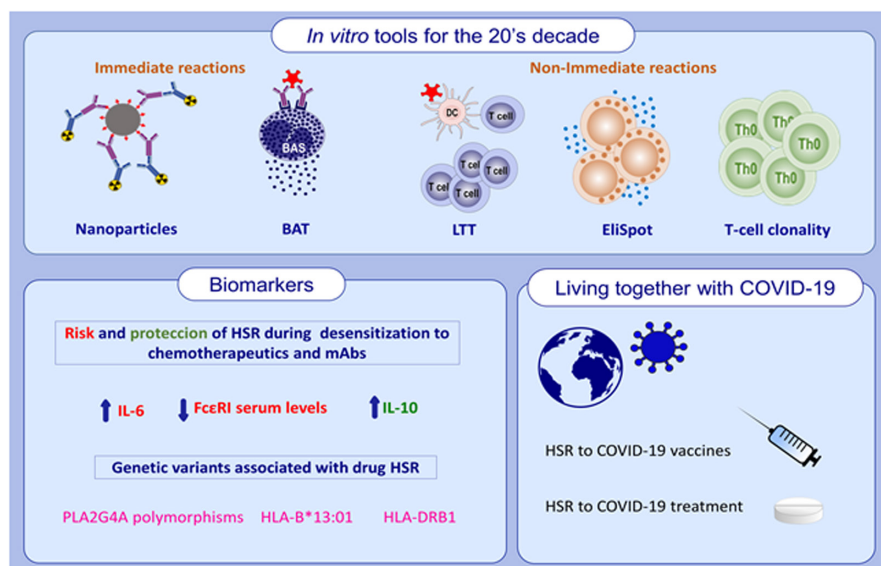 In vitro tools for the 20's decade
Immediate reactions
Non-Immediate reactions
BAS
DC
T cell
T cel
T cell
T cell
T cell
Th0
Th0
Th0
Th0
Th0
Nanoparticles
BAT
LTT
EliSpot
T-cell clonality
Biomarkers
Risk and proteccion of HSR during desensitization to
chemotherapeutics and mAbs
IL-6
FcεRI serum levels
IL-10
Genetic variants associated with drug HSR
PLA2G4A polymorphisms
HLA-B*13:01
HLA-DRB1
Living together with COVID-19
HSR to COVID-19 vaccines
HSR to COVID-19 treatment